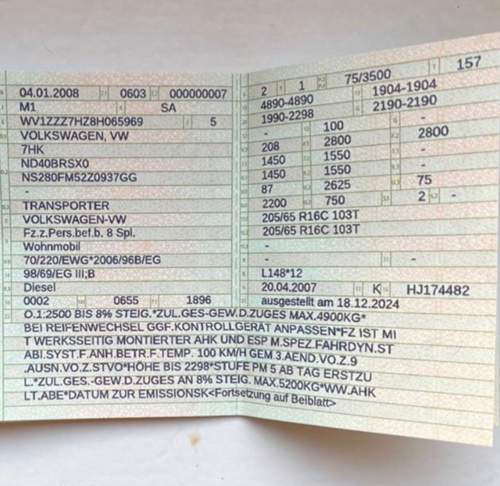 04.01.2008 0603 000000007
M1 SA
WV1ZZZ7HZ8H065969 5
VOLKSWAGEN, VW
7HK
ND40BRSX0
NS280FM52Z0937GG
-
TRANSPORTER
VOLKSWAGEN-VW
Fz.z.Pers.bef.b. 8 Spl.
Wohnmobil
70/220/EWG*2006/96B/EG
98/69/EG III;B
Diesel
0002 0655 1896
2 1 75/3500 157
4890-4890 1904-1904
1990-2298 2190-2190
- 100 -
208 2800 2800
1450 1550 -
1450 1550 -
87 2625 75
2200 750 2 -
205/65 R16C 103T
205/65 R16C 103T
-
- -
L148*12
20.04.2007 K HJ174482
ausgestellt am 18.12.2024
O.1:2500 BIS 8% STEIG.*ZUL.GES-GEW.D.ZUGES MAX.4900KG*
BEI REIFENWECHSEL GGF.KONTROLLGERÄT ANPASSEN*FZ IST MI
T WERKSSEITIG MONTIERTER AHK UND ESP M.SPEZ.FAHRDYN.ST
ABI.SYST.F.ANH.BETR.F.TEMP. 100 KM/H GEM 3.AEND.VO.Z.9
.AUSN.VO.Z.STVO*HÖHE BIS 2298*STUFE PM 5 AB TAG ERSTZU
L.*ZUL.GES.-GEW.D.ZUGES AN 8% STEIG. MAX.5200KG*WW.AHK
LT.ABE*DATUM ZUR EMISSIONSK<Fortsetzung auf Beiblatt>